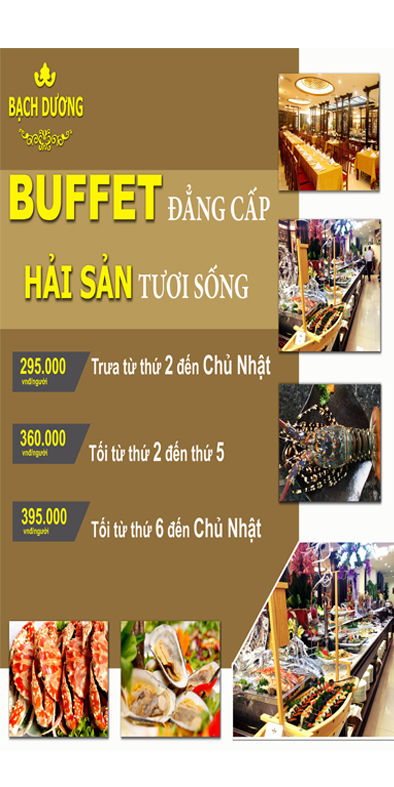 BẠCH DƯƠNG
BUFFET ĐẲNG CẤP
HẢI SẢN TƯƠI SỐNG
295.000 Trưa từ thứ 2 đến Chủ Nhật
vnđ/người
360.000 Tối từ thứ 2 đến thứ 5
vnđ/người
395.000 Tối từ thứ 6 đến Chủ Nhật
vnđ/người